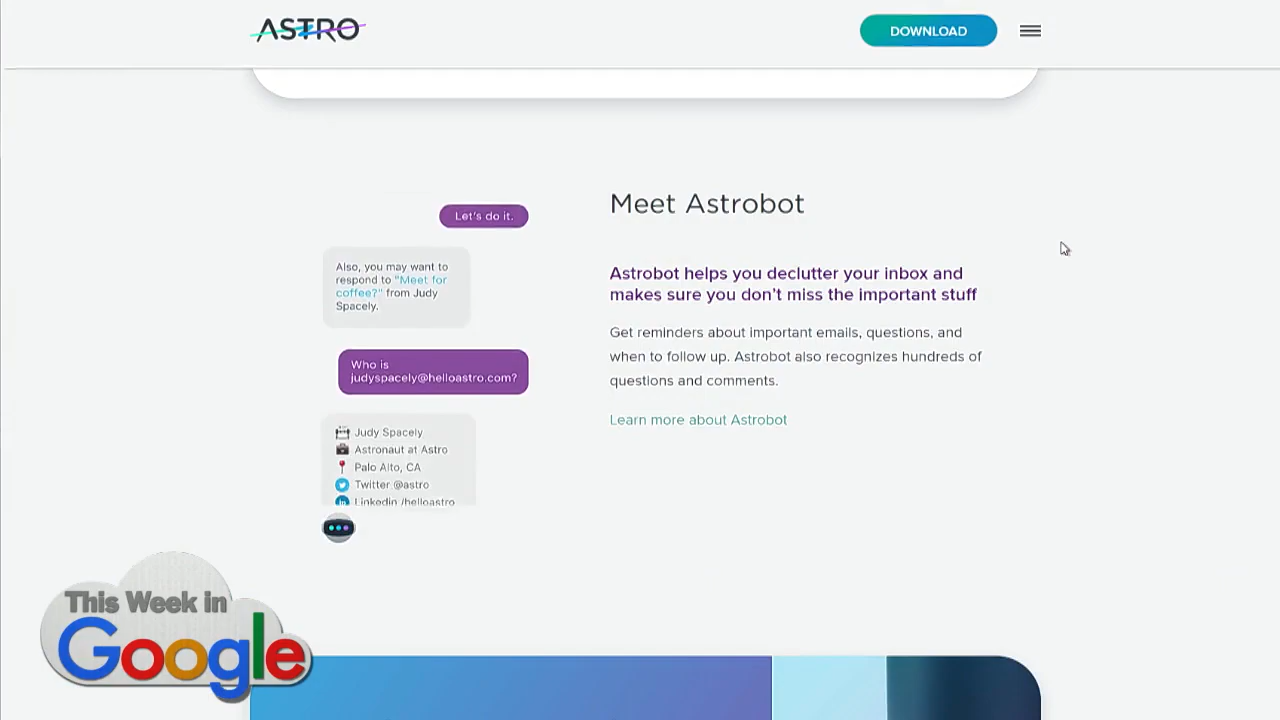 ASTRO
DOWNLOAD
Let's do it.
Also, you may want to
respond to "Meet for
coffee?" from Judy
Spacely.
Who is
judyspacely@helloastro.com?
Judy Spacely
Astronaut at Astro
Palo Alto, CA
Twitter @astro
in Linkedin /helloastro
Meet Astrobot
Astrobot helps you declutter your inbox and
makes sure you don't miss the important stuff
Get reminders about important emails, questions, and
when to follow up. Astrobot also recognizes hundreds of
questions and comments.
Learn more about Astrobot
This Week in
Google